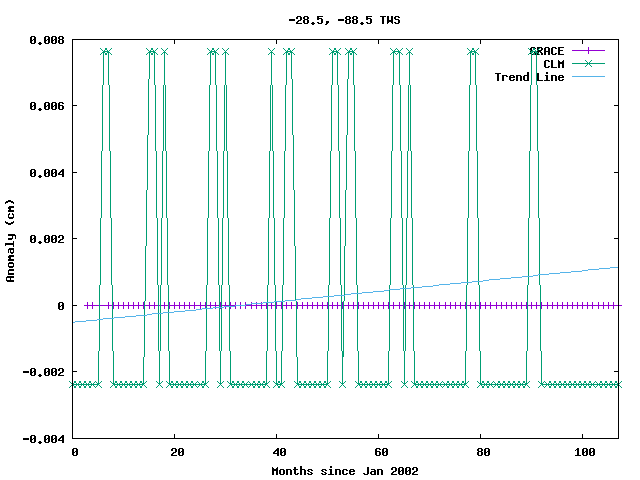 -28.5, -88.5 TWS
0.008
0.006
0.004
0.002
0
-0.002
-0.004
Anomaly (cm)
GRACE
CLM
Trend Line
0 20 40 60 80 100
Months since Jan 2002